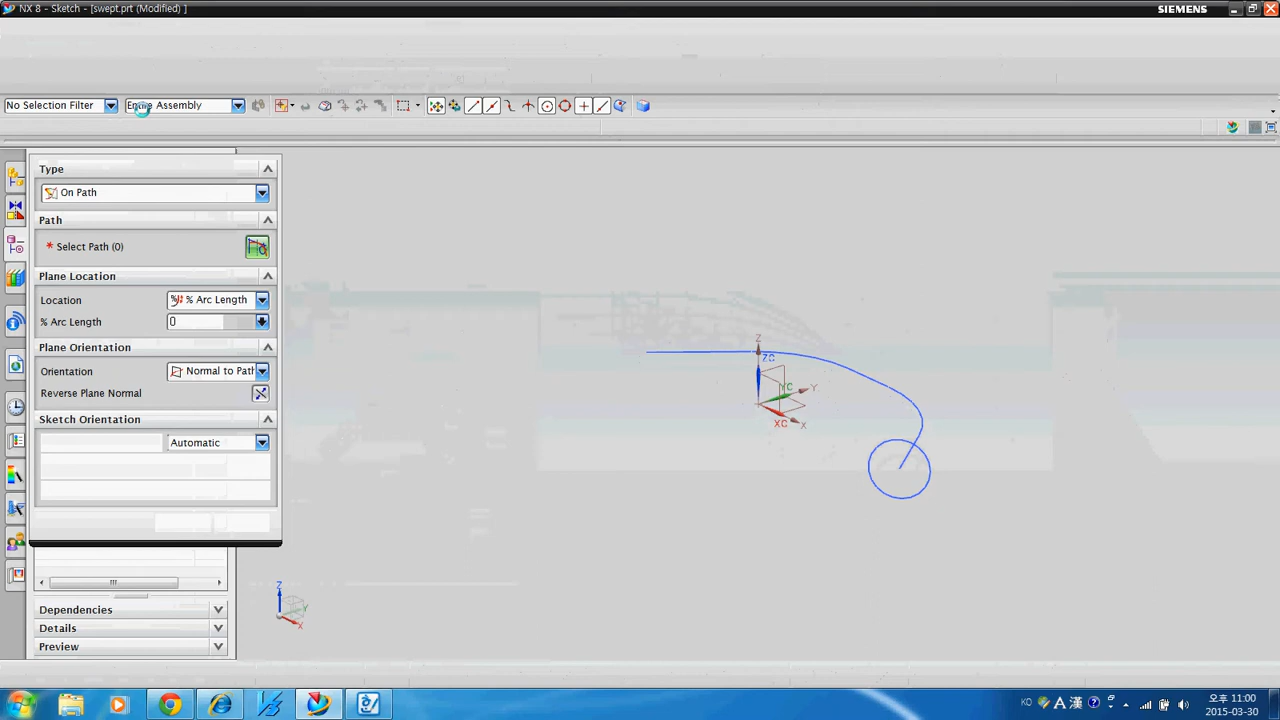 NX 8 - Sketch - [swept.prt (Modified) ]
SIEMENS
No Selection Filter
Entire Assembly
Type
On Path
Path
* Select Path (0)
Plane Location
Location
% Arc Length
% Arc Length
0
Plane Orientation
Orientation
Normal to Path
Reverse Plane Normal
Sketch Orientation
Automatic
Z
ZC
YC
Y
XC
X
Z
Y
X
Dependencies
Details
Preview
KO
A 漢
오후 11:00
2015-03-30